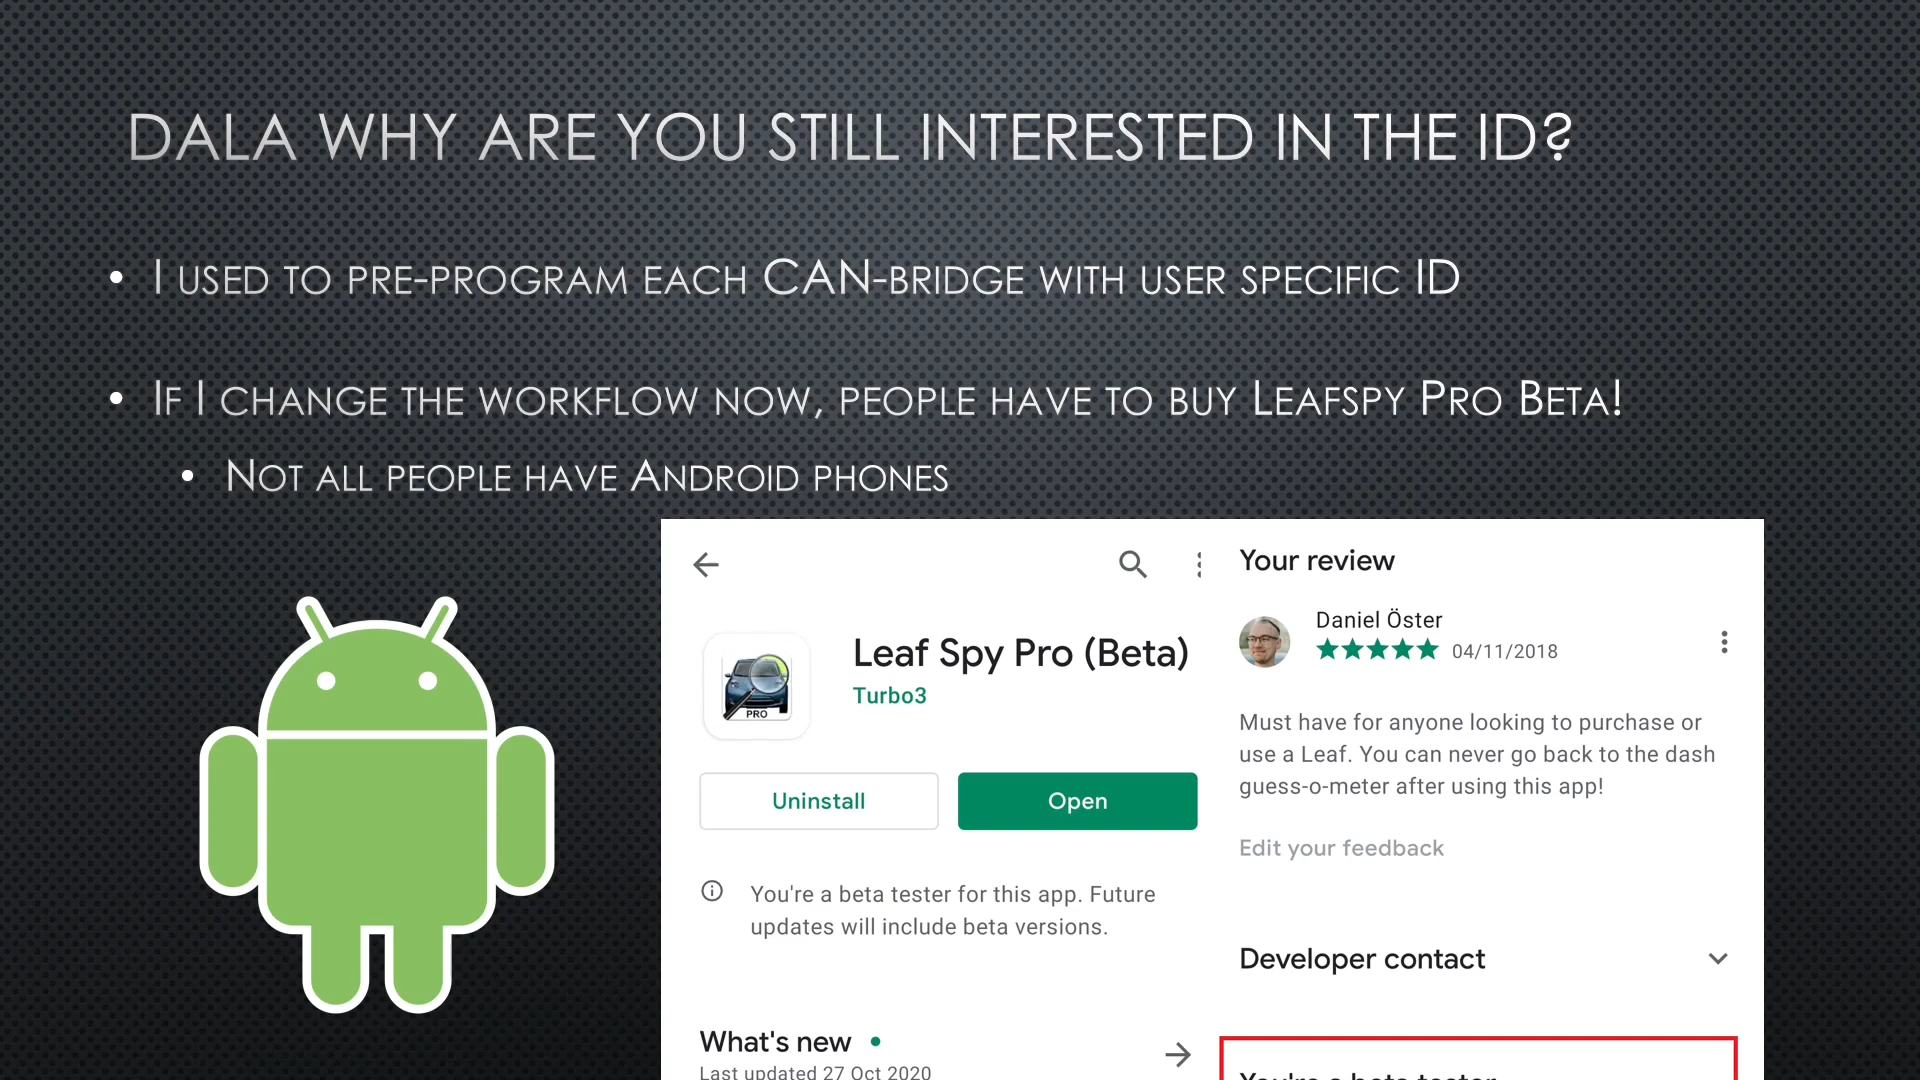 DALA WHY ARE YOU STILL INTERESTED IN THE ID?
• I USED TO PRE-PROGRAM EACH CAN-BRIDGE WITH USER SPECIFIC ID
• IF I CHANGE THE WORKFLOW NOW, PEOPLE HAVE TO BUY LEAFSPY PRO BETA!
• NOT ALL PEOPLE HAVE ANDROID PHONES
Leaf Spy Pro (Beta)
Turbo3
PRO
Uninstall
Open
You're a beta tester for this app. Future
updates will include beta versions.
What's new
Last updated 27 Oct 2020
Your review
Daniel Öster
04/11/2018
Must have for anyone looking to purchase or
use a Leaf. You can never go back to the dash
guess-o-meter after using this app!
Edit your feedback
Developer contact
You're a beta tester